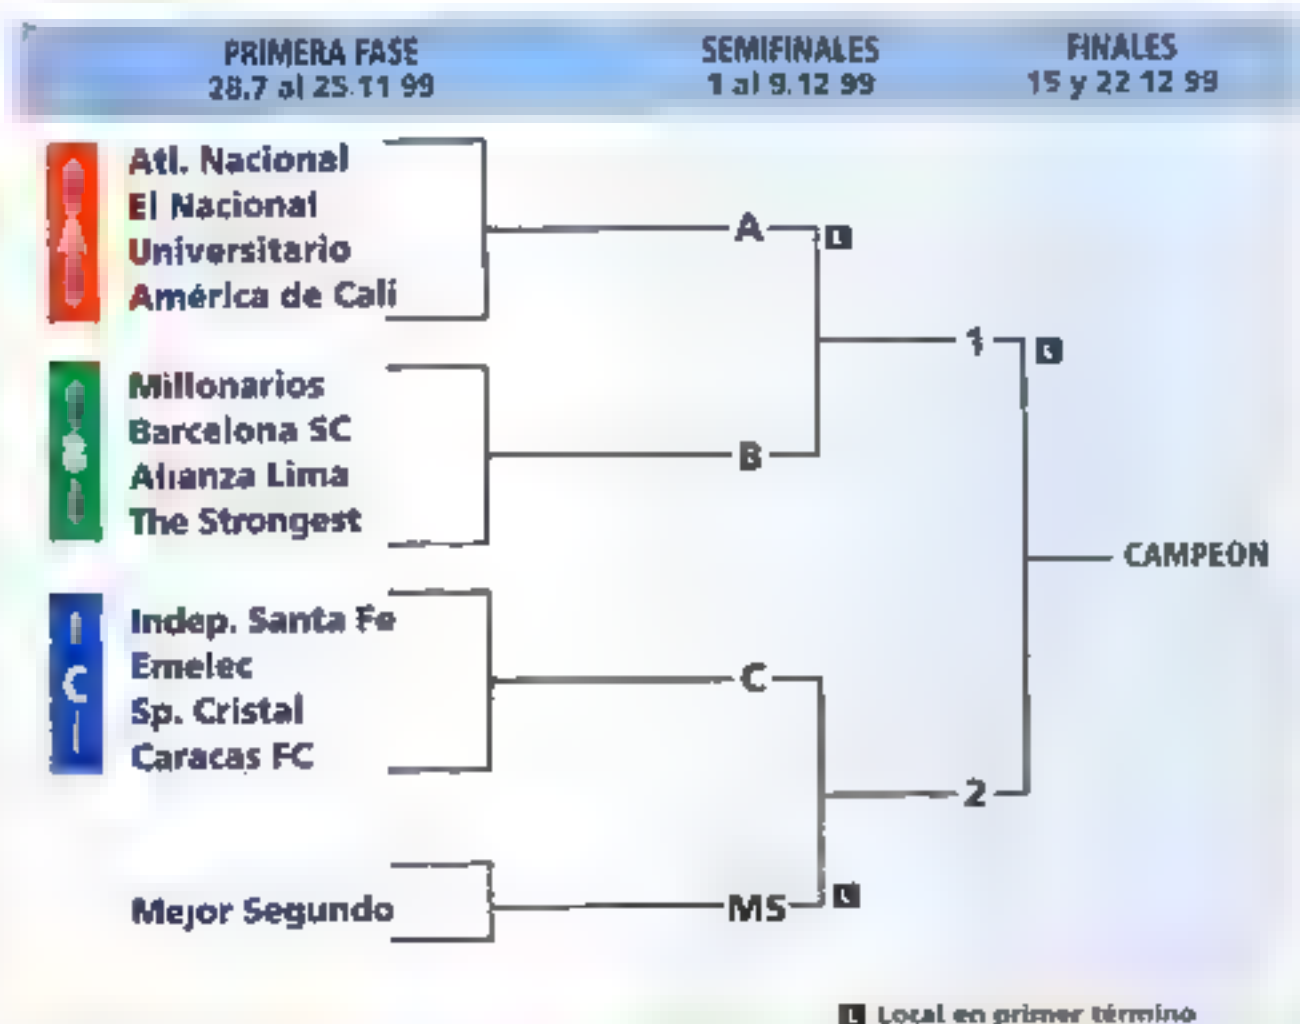 PRIMERA FASE
28.7 al 25.11 99
SEMIFINALES
1 al 9.12 99
FINALES
15 y 22 12 99
A
Atl. Nacional
El Nacional
Universitario
América de Cali
A
L
B
Millonarios
Barcelona SC
Alianza Lima
The Strongest
B
1
L
CAMPEON
C
Indep. Santa Fe
Emelec
Sp. Cristal
Caracas FC
C
2
Mejor Segundo
MS
L
L Local en primer término